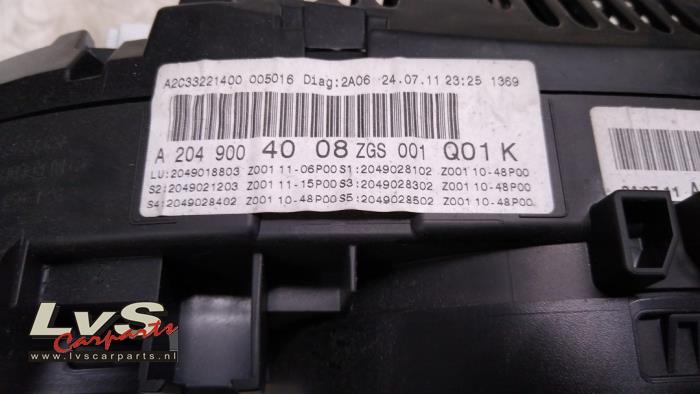 A2C33221400 005016 Diag:2A06 24.07.11 23:25 1369
A 204 900 40 08 ZGS 001 Q01 K
LU:2049018803 Z001 11-06P00 S1:2049028102 Z001 10-48P00
S2:2049021203 Z001 11-15P00 S3:2049028302 Z001 10-48P00
S4:2049028402 Z001 10-48P00 S5:2049028502 Z001 10-48P00
LvS
Carparts
www.lvscarparts.nl